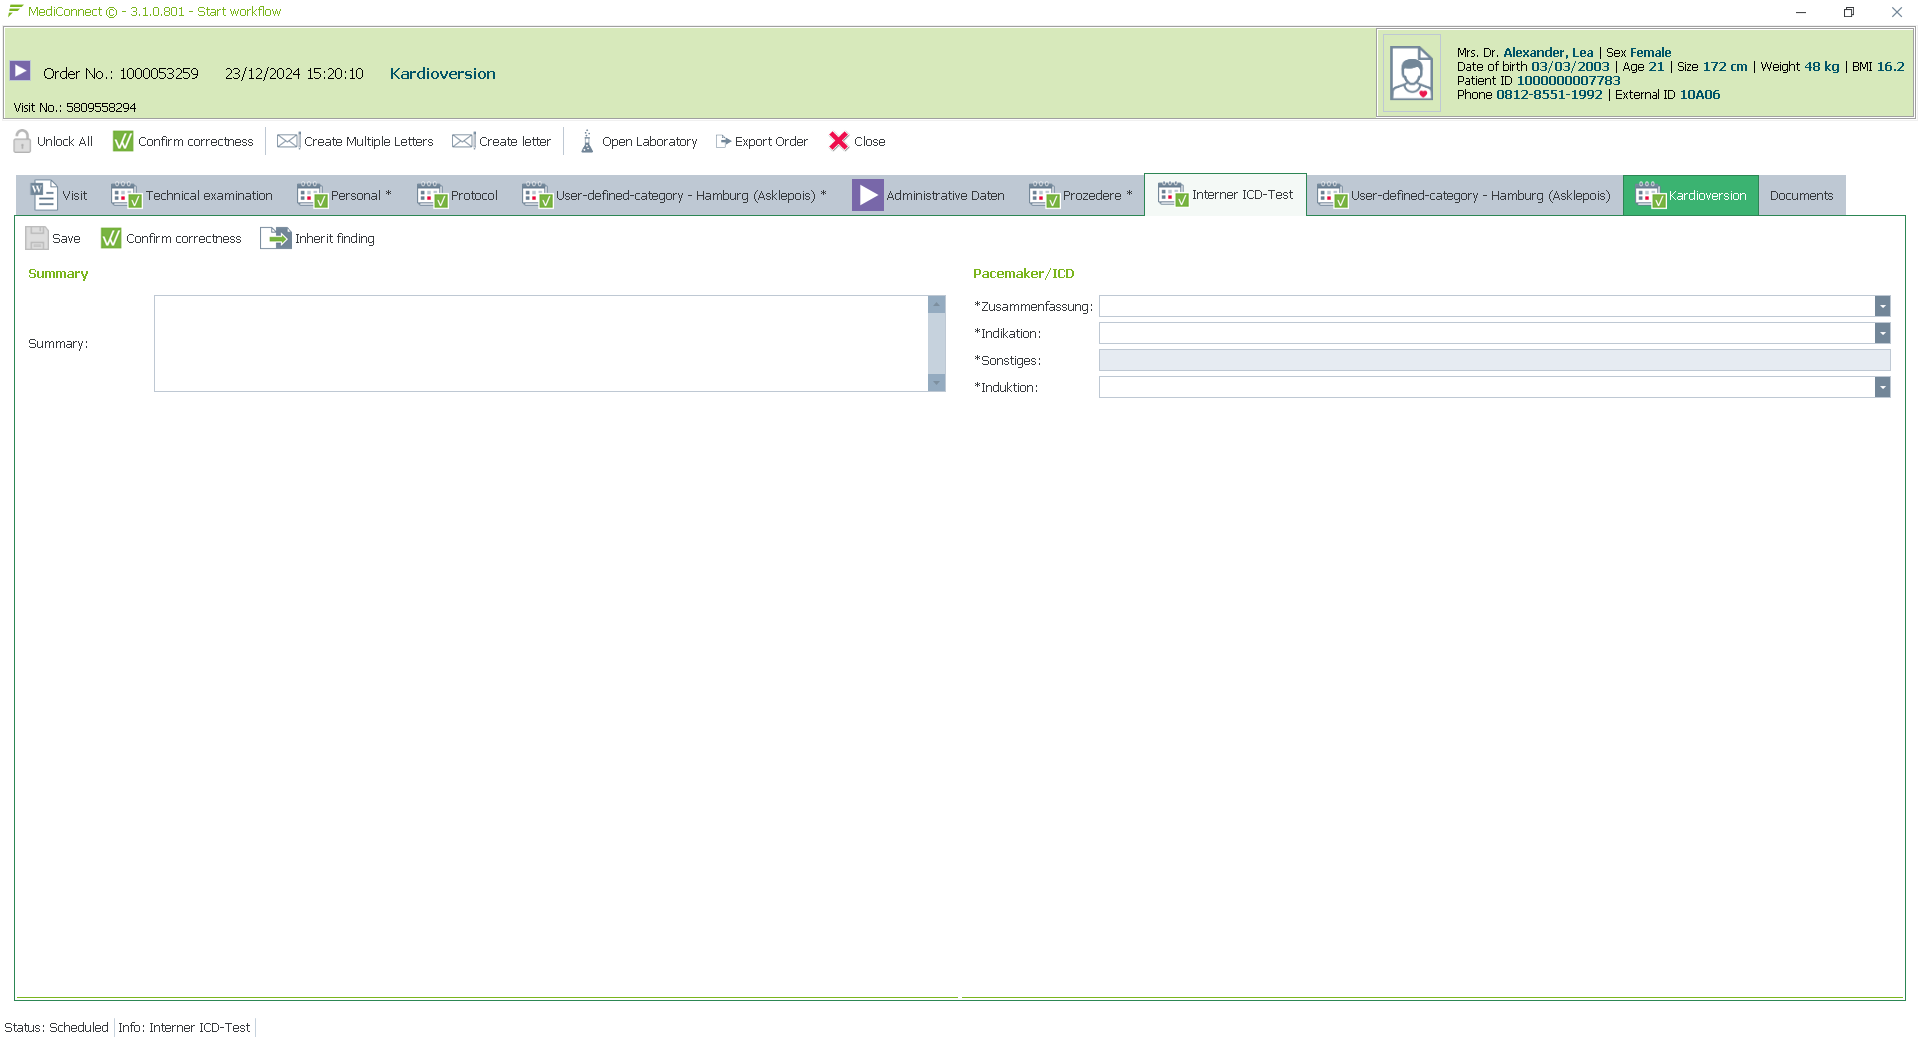 MediConnect © - 3.1.0.801 - Start workflow
Order No.: 1000053259 23/12/2024 15:20:10 Kardioversion
Visit No.: 5809558294
Mrs. Dr. Alexander, Lea | Sex Female
Date of birth 03/03/2003 | Age 21 | Size 172 cm | Weight 48 kg | BMI 16.2
Patient ID 1000000007783
Phone 0812-8551-1992 | External ID 10A06
Unlock All Confirm correctness Create Multiple Letters Create letter Open Laboratory Export Order Close
Visit Technical examination Personal * Protocol User-defined-category - Hamburg (Asklepois) * Administrative Daten Prozedere * Interner ICD-Test User-defined-category - Hamburg (Asklepois) Kardioversion Documents
Save Confirm correctness Inherit finding
Summary
Summary:
Pacemaker/ICD
*Zusammenfassung:
*Indikation:
*Sonstiges:
*Induktion:
Status: Scheduled Info: Interner ICD-Test